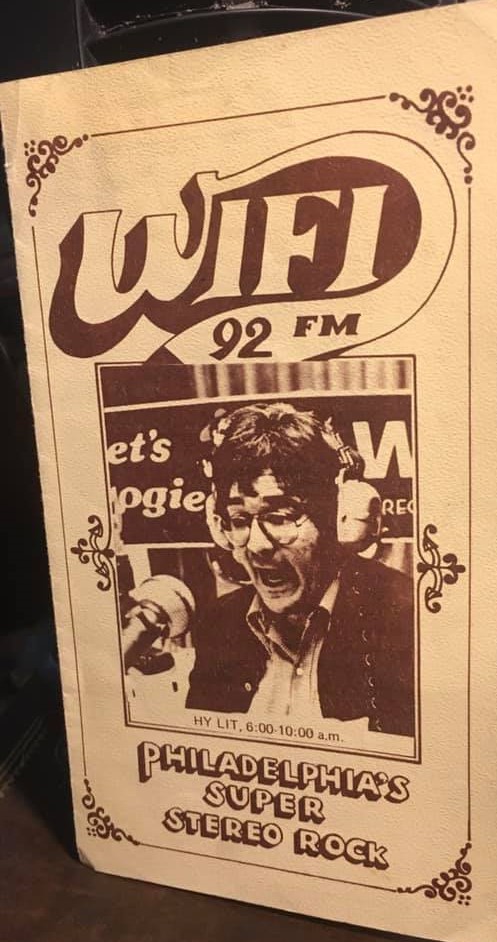 WIFI
92 FM
et's
ogie
W
REC
HY LIT, 6:00-10:00 a.m.
PHILADELPHIA'S
SUPER
STEREO ROCK